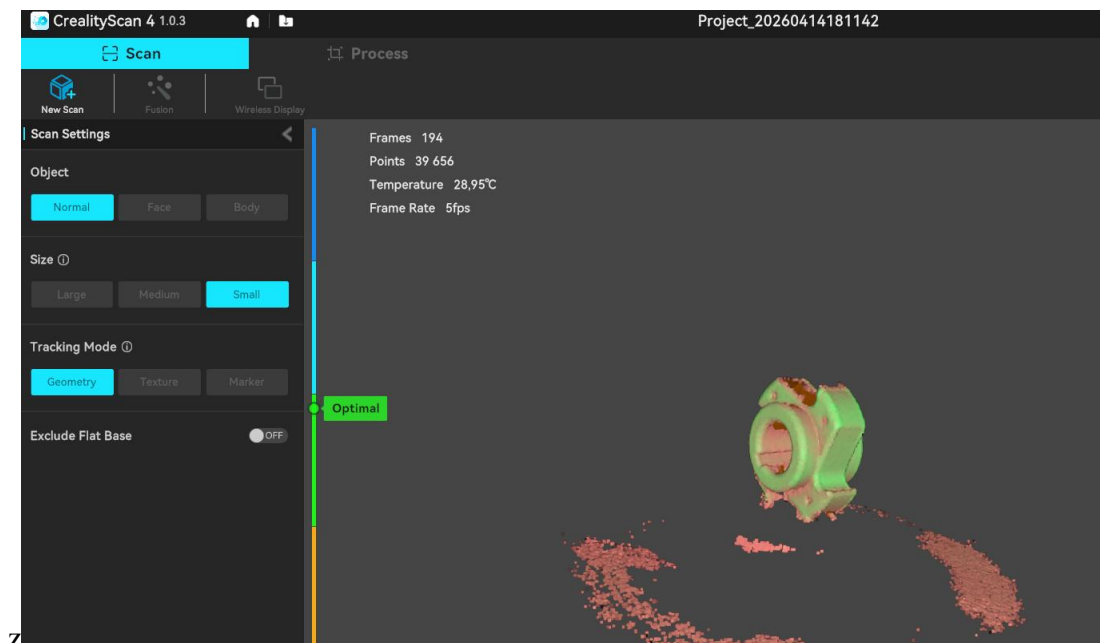 CrealityScan 4 1.0.3
Project_20260414181142
Scan
Process
New Scan
Fusion
Wireless Display
Scan Settings
Frames 194
Points 39 656
Temperature 28,95℃
Frame Rate 5fps
Object
Normal
Face
Body
Size
Large
Medium
Small
Tracking Mode
Geometry
Texture
Marker
Optimal
Exclude Flat Base
OFF
z